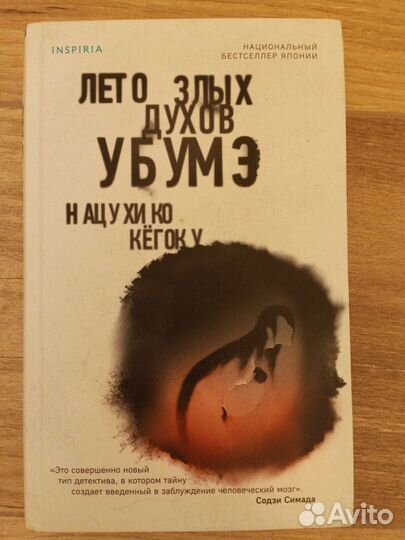 INSPIRIA
НАЦИОНАЛЬНЫЙ
БЕСТСЕЛЛЕР ЯПОНИИ
ЛЕТО ЗЛЫХ
ДУХОВ
УБУМЭ
НАЦУХИКО
КЁГОКУ
«Это совершенно новый
тип детектива, в котором тайну
создает введенный в заблуждение человеческий мозг».
Содзи Симада
Avito